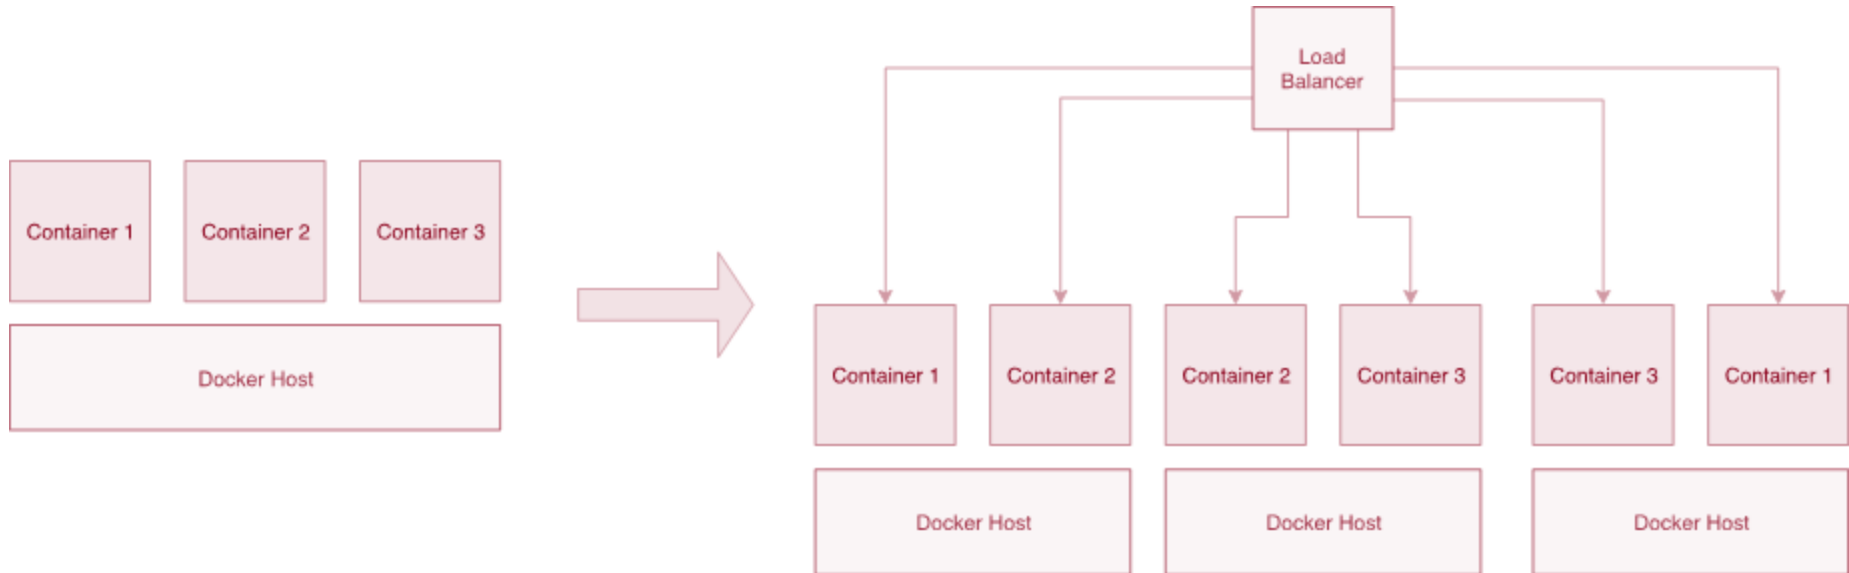 Load
Balancer
Container 1
Container 2
Container 3
Docker Host
Container 1
Container 2
Container 2
Container 3
Container 3
Container 1
Docker Host
Docker Host
Docker Host